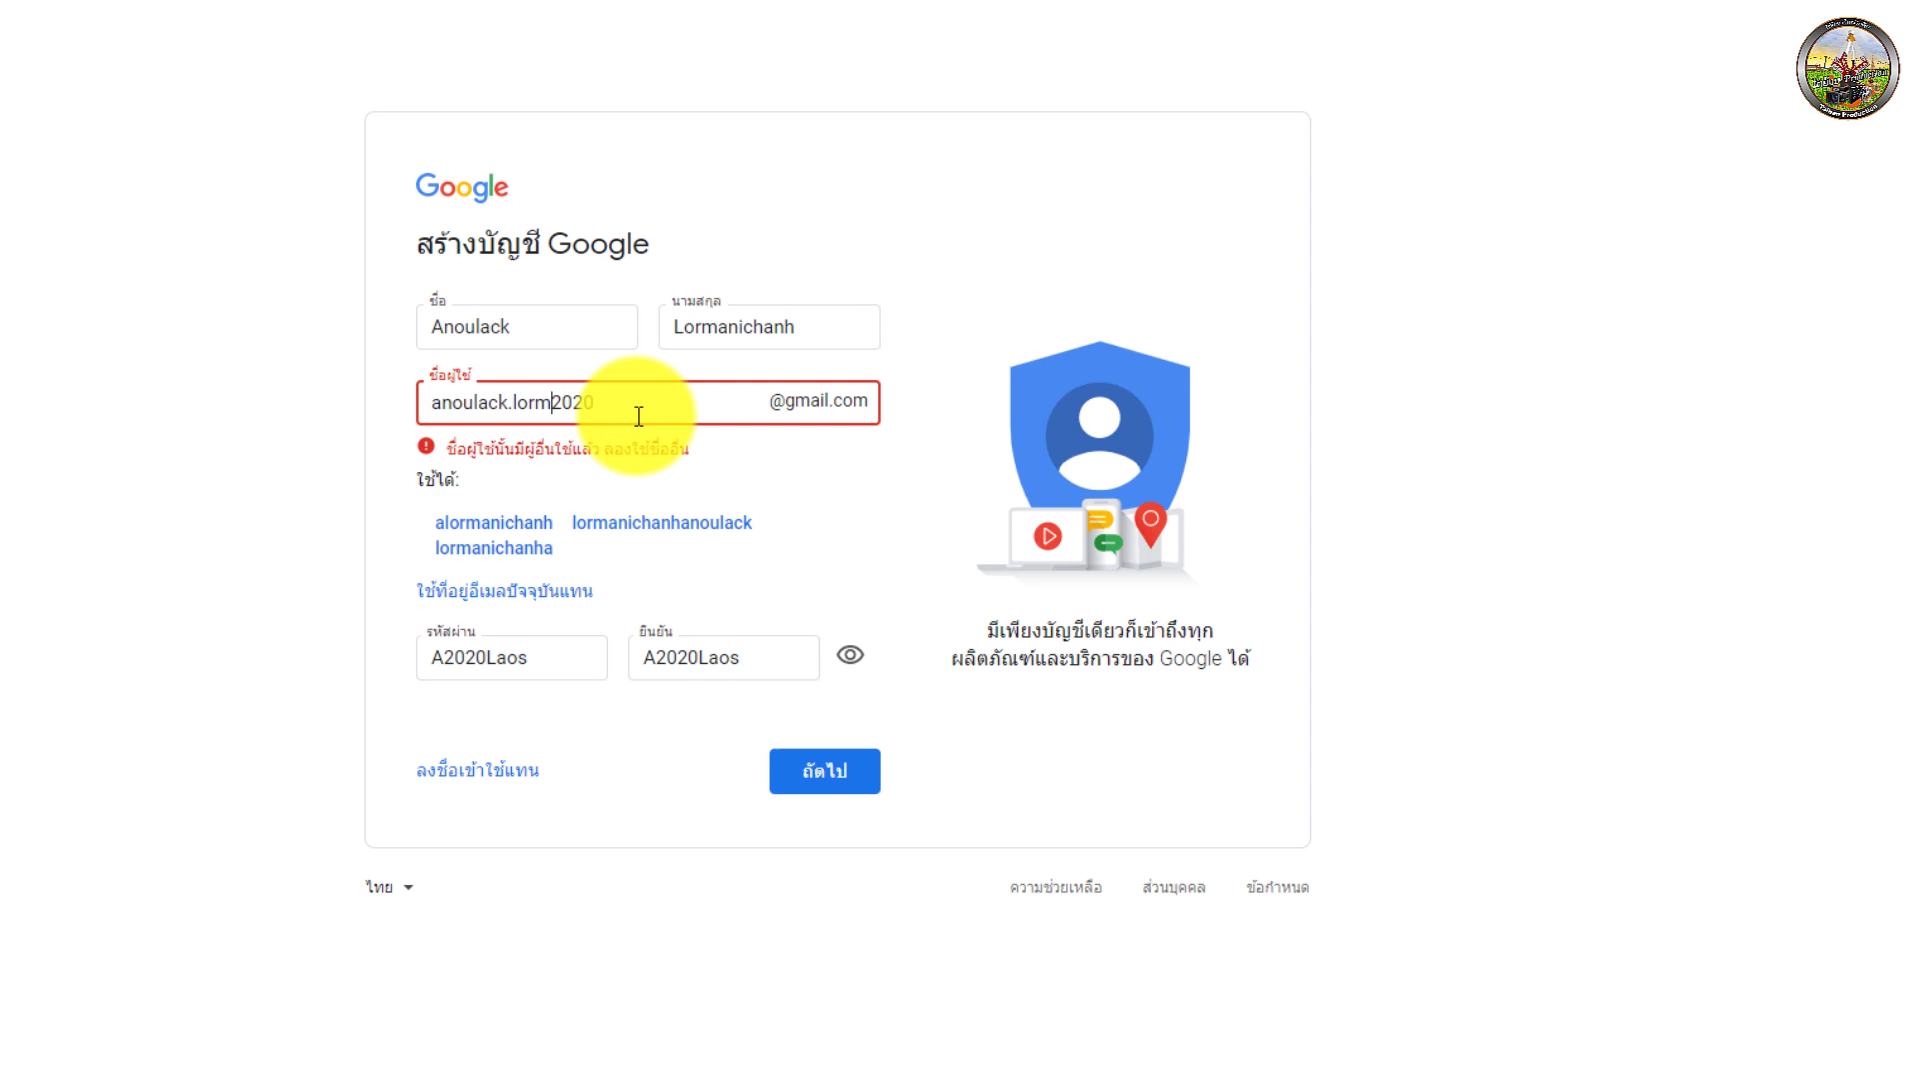 Google
สร้างบัญชี Google
ชื่อ
นามสกุล
Anoulack
Lormanichanh
ชื่อผู้ใช้
anoulack.lorm2020
@gmail.com
ชื่อผู้ใช้นั้นมีผู้อื่นใช้แล้ว ลองใช้ชื่ออื่น
ใช้ได้:
alormanichanh
lormanichanhanoulack
lormanichanha
ใช้ที่อยู่อีเมลปัจจุบันแทน
รหัสผ่าน
ยืนยัน
A2020Laos
A2020Laos
มีเพียงบัญชีเดียวก็เข้าถึงทุก
ผลิตภัณฑ์และบริการของ Google ได้
ลงชื่อเข้าใช้แทน
ถัดไป
ไทย
ความช่วยเหลือ
ส่วนบุคคล
ข้อกำหนด